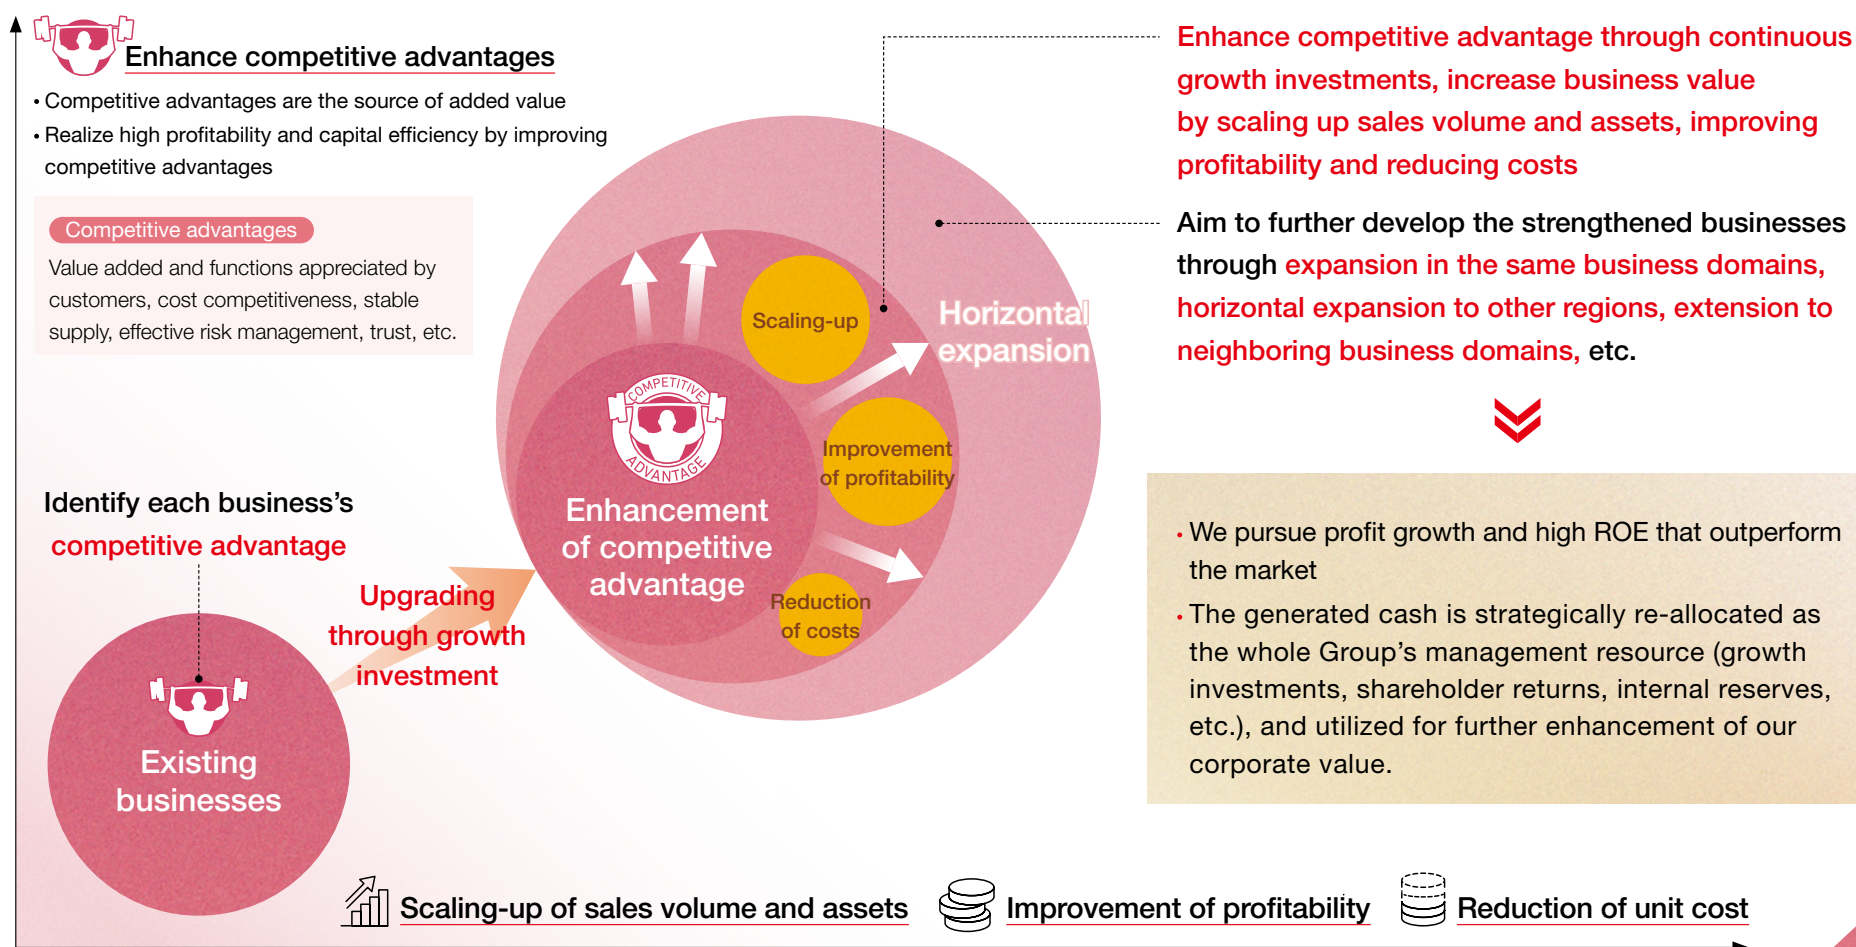 Enhance competitive advantages
• Competitive advantages are the source of added value
• Realize high profitability and capital efficiency by improving
competitive advantages
Competitive advantages
Value added and functions appreciated by
customers, cost competitiveness, stable
supply, effective risk management, trust, etc.
Identify each business’s
competitive advantage
Existing
businesses
Upgrading
through growth
investment
COMPETITIVE
ADVANTAGE
Enhancement
of competitive
advantage
Scaling-up
Improvement
of profitability
Reduction
of costs
Horizontal
expansion
Enhance competitive advantage through continuous
growth investments, increase business value
by scaling up sales volume and assets, improving
profitability and reducing costs
Aim to further develop the strengthened businesses
through expansion in the same business domains,
horizontal expansion to other regions, extension to
neighboring business domains, etc.
• We pursue profit growth and high ROE that outperform
the market
• The generated cash is strategically re-allocated as
the whole Group’s management resource (growth
investments, shareholder returns, internal reserves,
etc.), and utilized for further enhancement of our
corporate value.
Scaling-up of sales volume and assets
Improvement of profitability
Reduction of unit cost